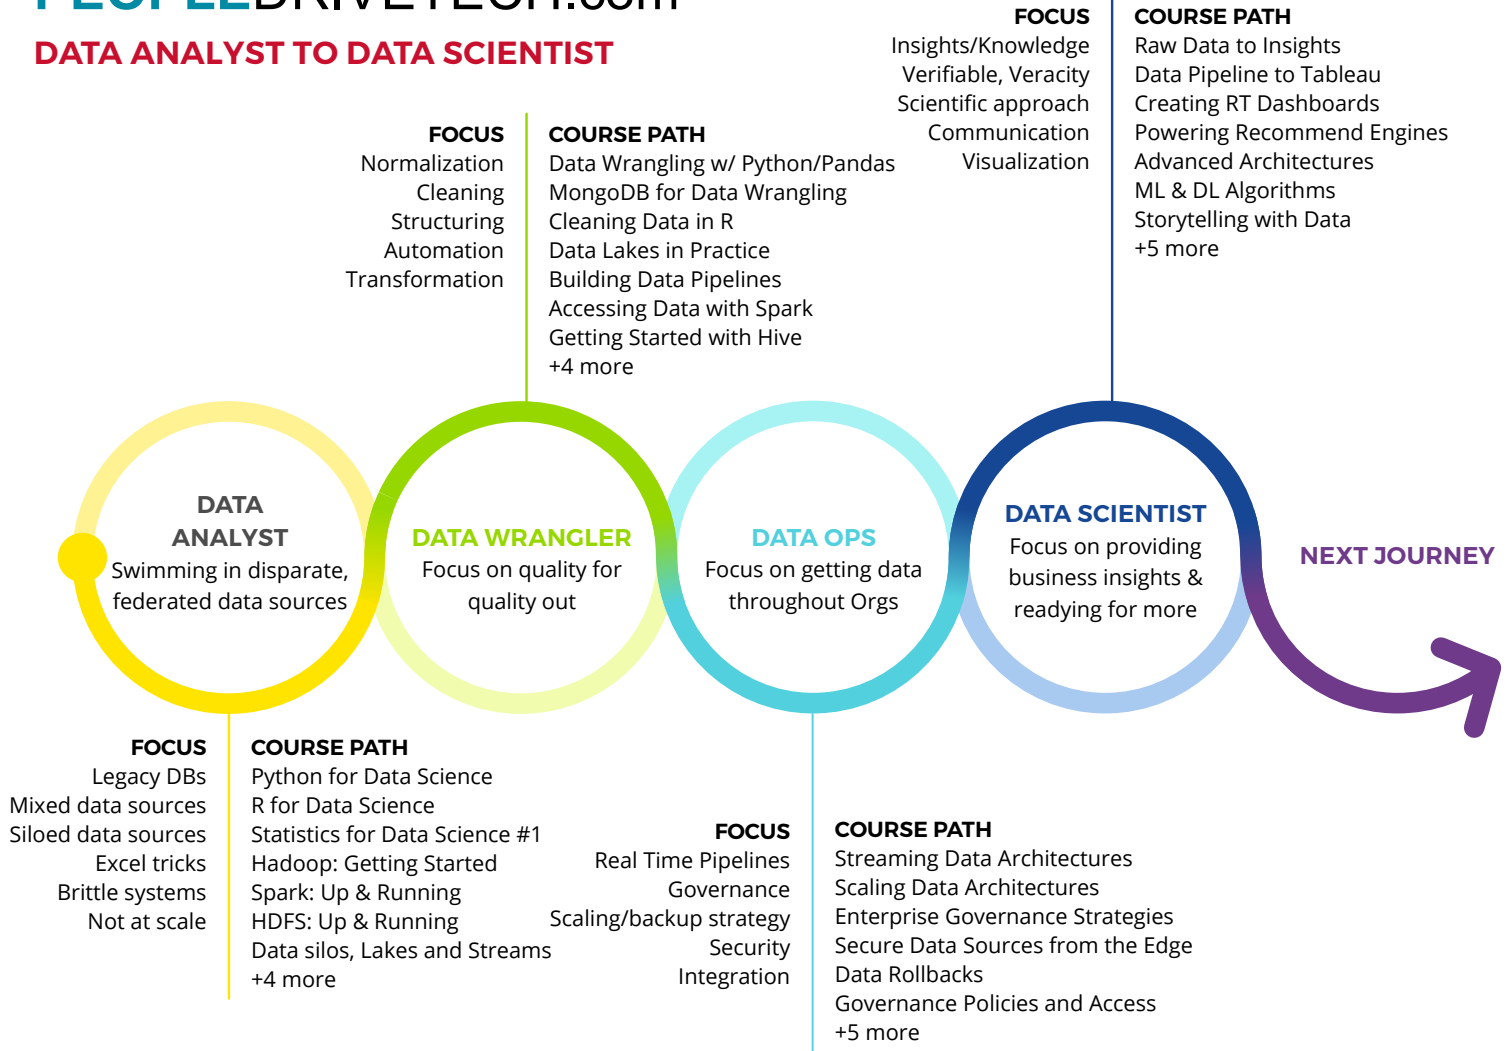 PEOPLEDRIVETECH.com
DATA ANALYST TO DATA SCIENTIST
FOCUS
Insights/Knowledge
Verifiable, Veracity
Scientific approach
Communication
Visualization
COURSE PATH
Raw Data to Insights
Data Pipeline to Tableau
Creating RT Dashboards
Powering Recommend Engines
Advanced Architectures
ML & DL Algorithms
Storytelling with Data
+5 more
FOCUS
Normalization
Cleaning
Structuring
Automation
Transformation
COURSE PATH
Data Wrangling w/ Python/Pandas
MongoDB for Data Wrangling
Cleaning Data in R
Data Lakes in Practice
Building Data Pipelines
Accessing Data with Spark
Getting Started with Hive
+4 more
DATA
ANALYST
Swimming in disparate,
federated data sources
DATA WRANGLER
Focus on quality for
quality out
DATA OPS
Focus on getting data
throughout Orgs
DATA SCIENTIST
Focus on providing
business insights &
readying for more
NEXT JOURNEY
FOCUS
Legacy DBs
Mixed data sources
Siloed data sources
Excel tricks
Brittle systems
Not at scale
COURSE PATH
Python for Data Science
R for Data Science
Statistics for Data Science #1
Hadoop: Getting Started
Spark: Up & Running
HDFS: Up & Running
Data silos, Lakes and Streams
+4 more
FOCUS
Real Time Pipelines
Governance
Scaling/backup strategy
Security
Integration
COURSE PATH
Streaming Data Architectures
Scaling Data Architectures
Enterprise Governance Strategies
Secure Data Sources from the Edge
Data Rollbacks
Governance Policies and Access
+5 more